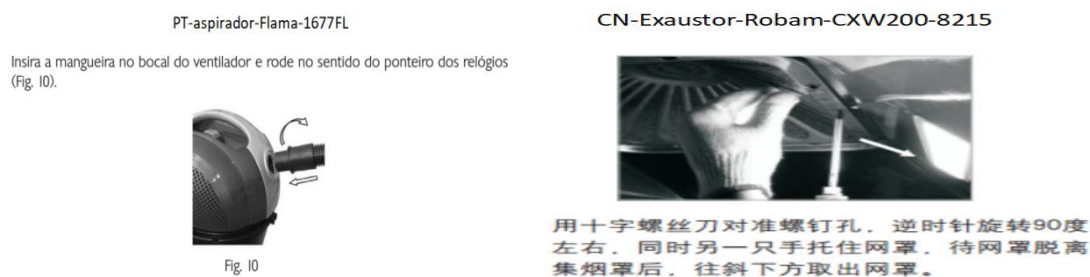 PT-aspirador-Flama-1677FL
Insira a mangueira no bocal do ventilador e rode no sentido do ponteiro dos relógios
(Fig. 10).
Fig. 10
CN-Exaustor-Robam-CXW200-8215
用十字螺丝刀对准螺钉孔，逆时针旋转90度
左右，同时另一只手托住网罩，待网罩脱离
集烟罩后，往斜下方取出网罩。